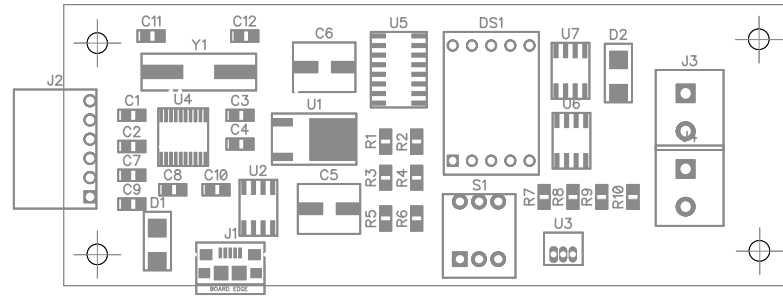 C11
C12
Y1
C6
U5
DS1
U7
D2
J3
J2
C1
U4
C3
U1
U6
C2
C4
R1
R2
C7
C8
C10
U2
C5
R3
R4
S1
R7
R8
R9
R10
C9
D1
R5
R6
U3
J1
BOARD EDGE